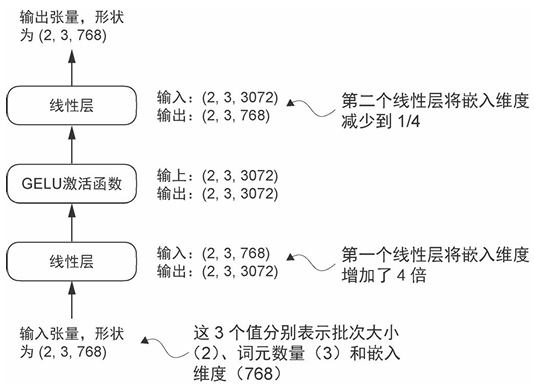 输出张量，形状
为 (2, 3, 768)
线性层
输入：(2, 3, 3072)
输出：(2, 3, 768)
第二个线性层将嵌入维度
减少到 1/4
GELU激活函数
输上：(2, 3, 3072)
输出：(2, 3, 3072)
线性层
输入：(2, 3, 768)
输出：(2, 3, 3072)
第一个线性层将嵌入维度
增加了 4 倍
输入张量，形状
为 (2, 3, 768)
这 3 个值分别表示批次大小
（2）、词元数量（3）和嵌入
维度（768）